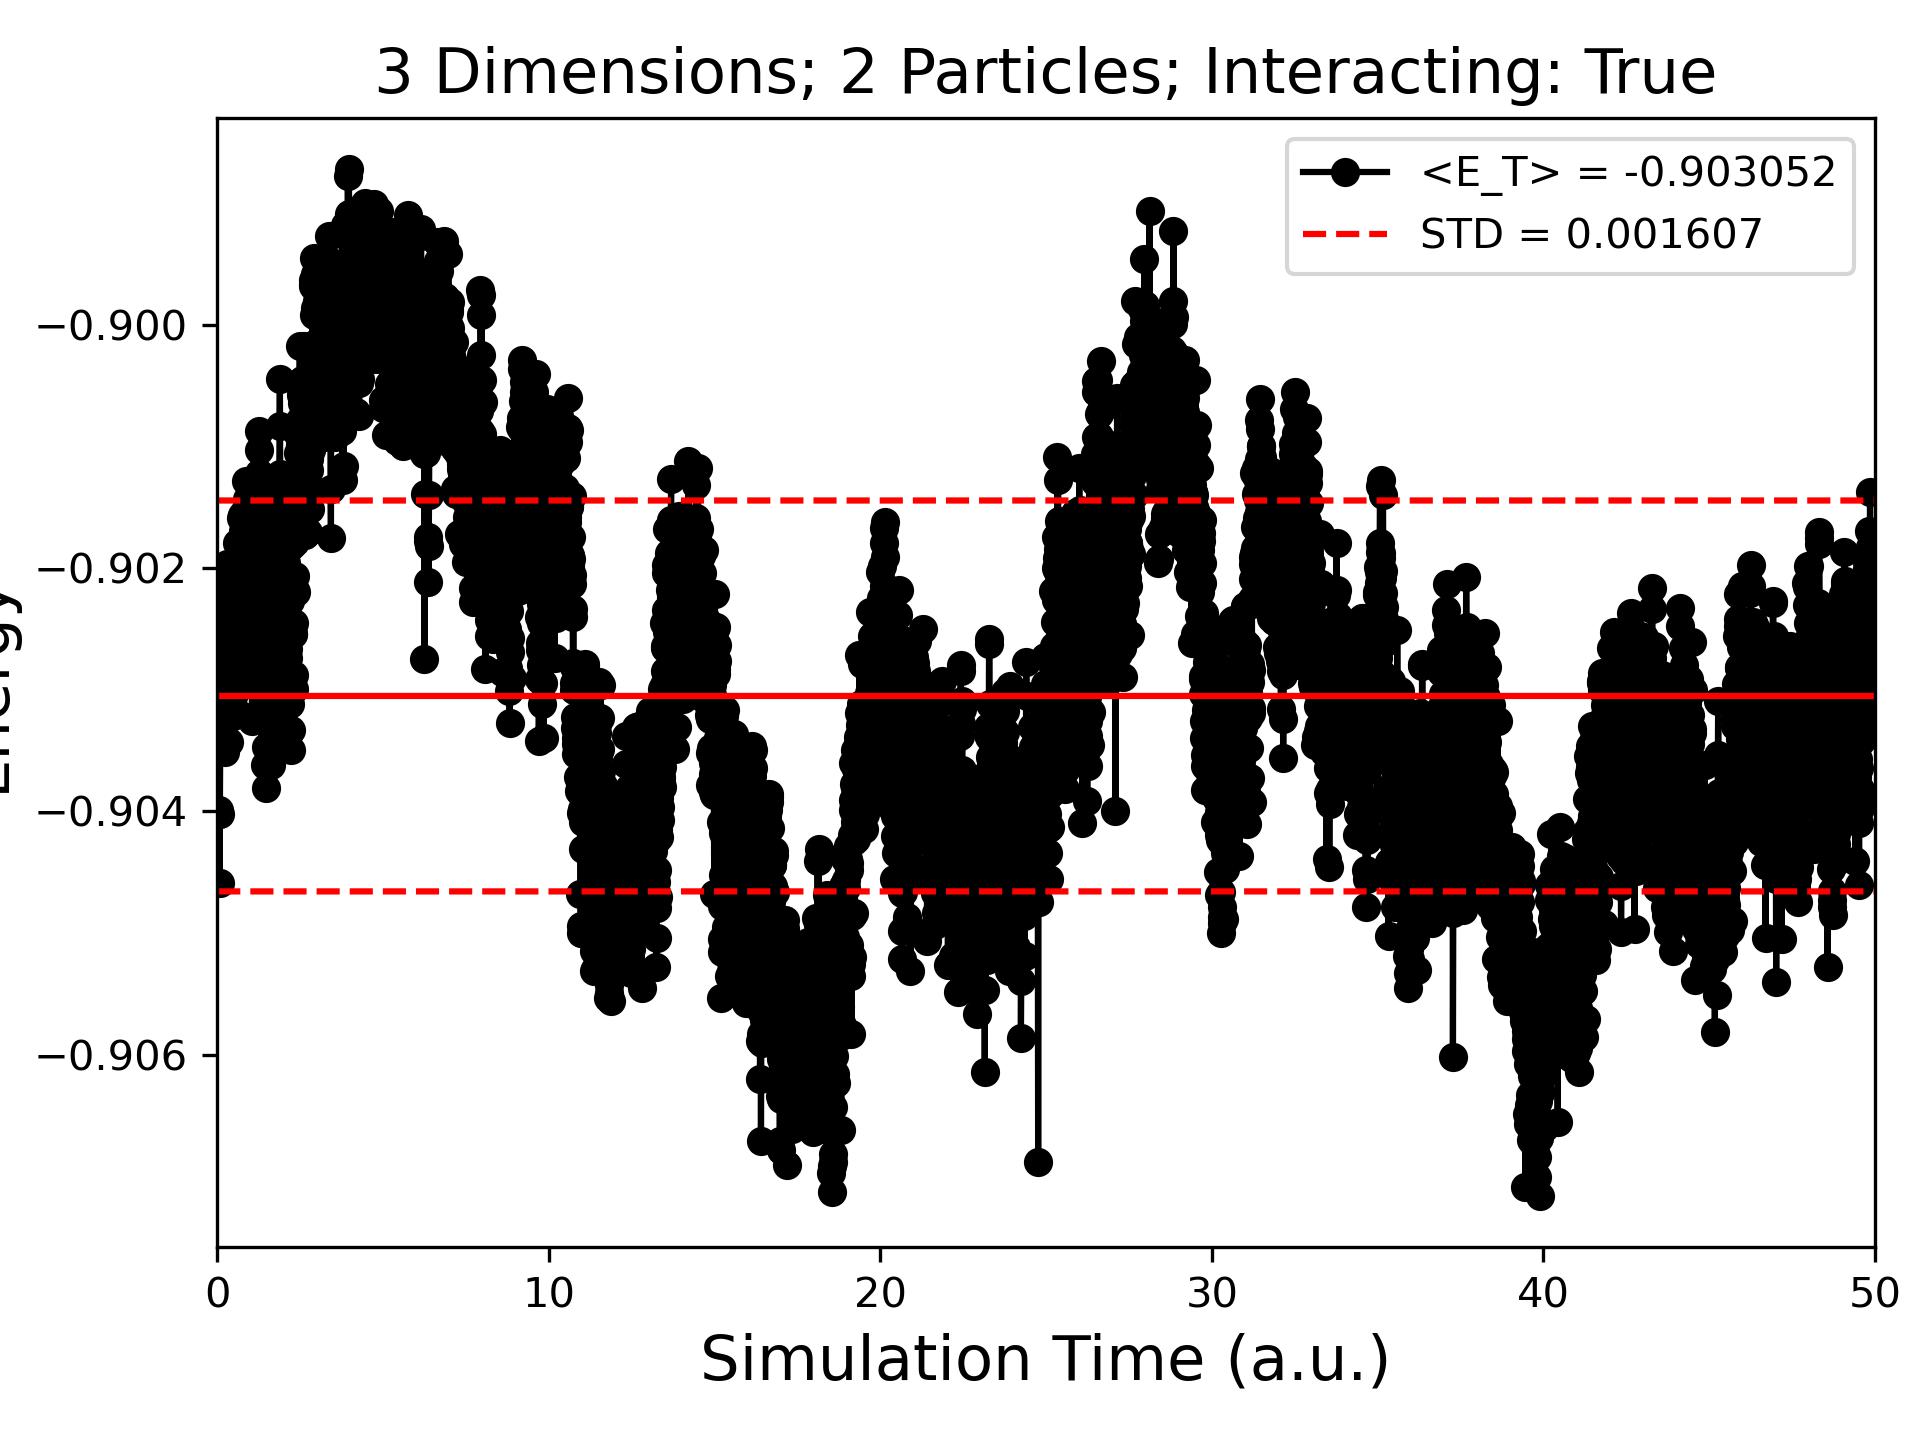 3 Dimensions; 2 Particles; Interacting: True
<E_T> = -0.903052
STD = 0.001607
Energy
−0.900
−0.902
−0.904
−0.906
0 10 20 30 40 50
Simulation Time (a.u.)